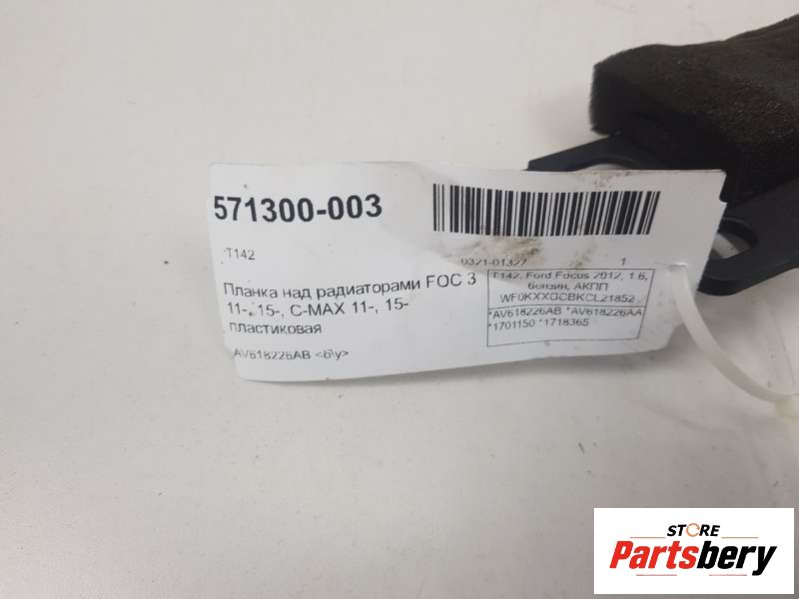 571300-003
T142
0321-01327 1
Планка над радиаторами FOC 3
11-, 15-, C-MAX 11-, 15-
пластиковая
AV618226AB <б\у>
T142, Ford Focus 2012, 1.6,
бензин, АКПП
WF0KXXGCBKCL21852
*AV618226AB *AV618226AA
*1701150 *1718365
STORE
Partsbery